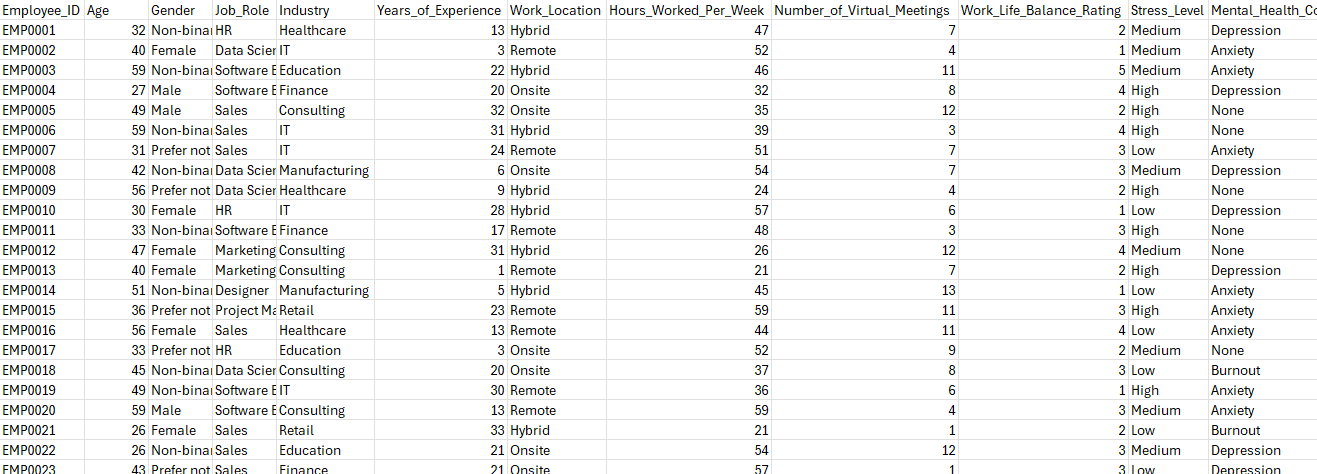 Employee_ID Age Gender Job_Role Industry Years_of_Experience Work_Location Hours_Worked_Per_Week Number_of_Virtual_Meetings Work_Life_Balance_Rating Stress_Level Mental_Health_Co
EMP0001 32 Non-bina HR Healthcare 13 Hybrid 47 7 2 Medium Depression
EMP0002 40 Female Data Scien IT 3 Remote 52 4 1 Medium Anxiety
EMP0003 59 Non-bina Software E Education 22 Hybrid 46 11 5 Medium Anxiety
EMP0004 27 Male Software E Finance 20 Onsite 32 8 4 High Depression
EMP0005 49 Male Sales Consulting 32 Onsite 35 12 2 High None
EMP0006 59 Non-bina Sales IT 31 Hybrid 39 3 4 High None
EMP0007 31 Prefer not Sales IT 24 Remote 51 7 3 Low Anxiety
EMP0008 42 Non-bina Data Scien Manufacturing 6 Onsite 54 7 3 Medium Depression
EMP0009 56 Prefer not Data Scien Healthcare 9 Hybrid 24 4 2 High None
EMP0010 30 Female HR IT 28 Hybrid 57 6 1 Low Depression
EMP0011 33 Non-bina Software E Finance 17 Remote 48 3 3 High None
EMP0012 47 Female Marketing Consulting 31 Hybrid 26 12 4 Medium None
EMP0013 40 Female Marketing Consulting 1 Remote 21 7 2 High Depression
EMP0014 51 Non-bina Designer Manufacturing 5 Hybrid 45 13 1 Low Anxiety
EMP0015 36 Prefer not Project Ma Retail 23 Remote 59 11 3 High Anxiety
EMP0016 56 Female Sales Healthcare 13 Remote 44 11 4 Low Anxiety
EMP0017 33 Prefer not HR Education 3 Onsite 52 9 2 Medium None
EMP0018 45 Non-bina Data Scien Consulting 20 Onsite 37 8 3 Low Burnout
EMP0019 49 Non-bina Software E IT 30 Remote 36 6 1 High Anxiety
EMP0020 59 Male Software E Consulting 13 Remote 59 4 3 Medium Anxiety
EMP0021 26 Female Sales Retail 33 Hybrid 21 1 2 Low Burnout
EMP0022 26 Non-bina Sales Education 21 Onsite 54 12 3 Medium Depression
EMP0023 43 Prefer not Sales Finance 21 Onsite 57 1 3 Low Depression